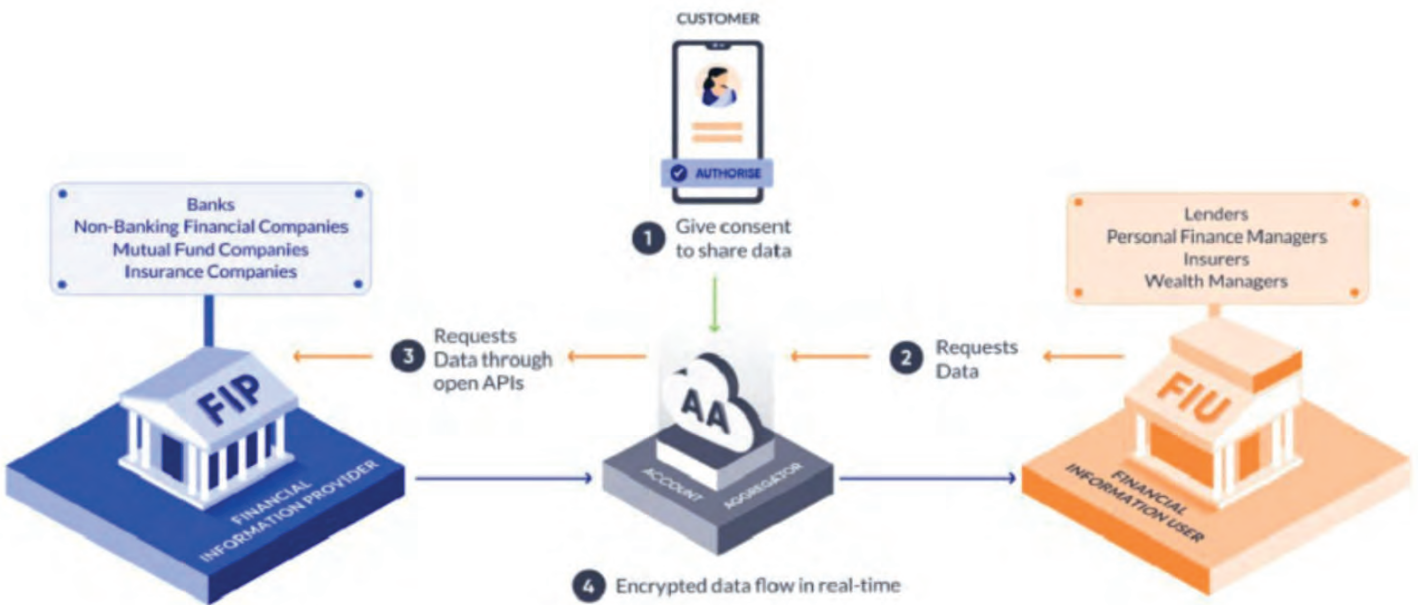 CUSTOMER
AUTHORISE
1 Give consent
to share data
Banks
Non-Banking Financial Companies
Mutual Fund Companies
Insurance Companies
Lenders
Personal Finance Managers
Insurers
Wealth Managers
3 Requests
Data through
open APIs
2 Requests
Data
FIP
FINANCIAL
INFORMATION PROVIDER
AA
ACCOUNT
AGGREGATOR
FIU
FINANCIAL
INFORMATION USER
4 Encrypted data flow in real-time